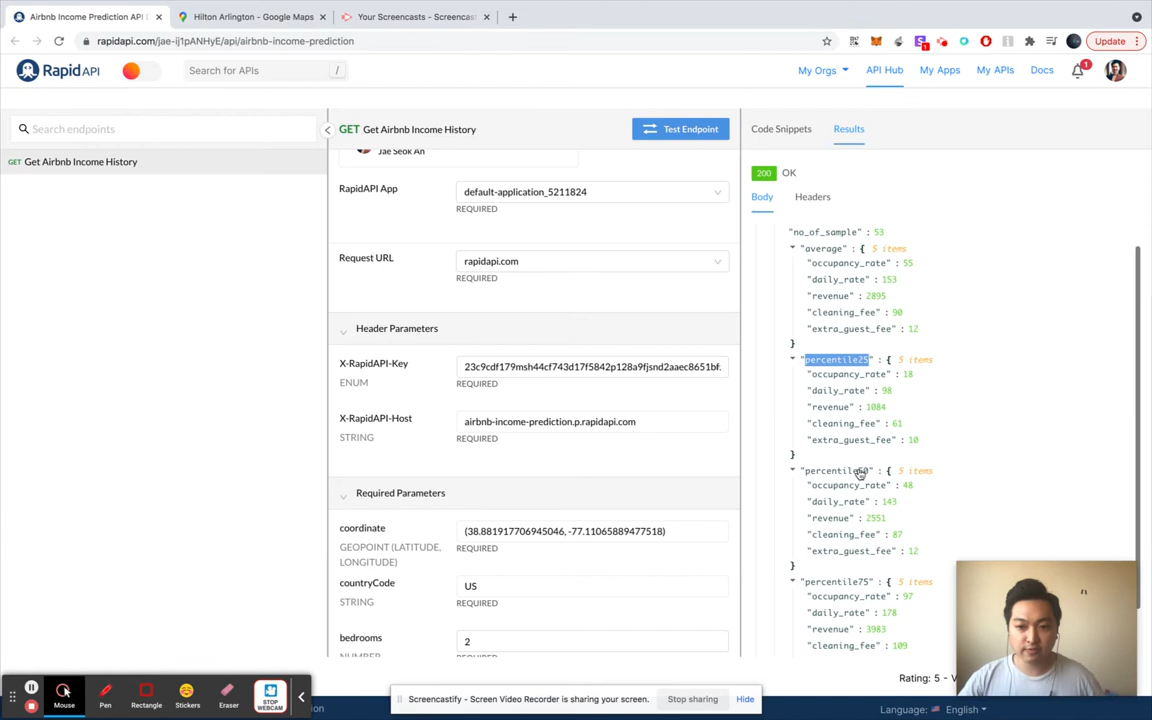 Airbnb Income Prediction API D
Hilton Arlington - Google Maps
Your Screencasts - Screencast
rapidapi.com/jae-ij1pANHyE/api/airbnb-income-prediction
Update
Rapid API
Search for APIs
/
My Orgs
API Hub
My Apps
My APIs
Docs
1
Search endpoints
GET Get Airbnb Income History
GET Get Airbnb Income History
Test Endpoint
Jae Seok An
RapidAPI App
default-application_5211824
REQUIRED
Request URL
rapidapi.com
REQUIRED
Header Parameters
X-RapidAPI-Key
ENUM
23c9cdf179msh44cf743d17f5842p128a9fjsnd2aaec8651bf.
REQUIRED
X-RapidAPI-Host
STRING
airbnb-income-prediction.p.rapidapi.com
REQUIRED
Required Parameters
coordinate
GEOPOINT (LATITUDE, LONGITUDE)
(38.881917706945046, -77.11065889477518)
REQUIRED
countryCode
STRING
US
REQUIRED
bedrooms
2
REQUIRED
Code Snippets
Results
200 OK
Body
Headers
"no_of_sample" : 53
"average" : { 5 items
"occupancy_rate" : 55
"daily_rate" : 153
"revenue" : 2895
"cleaning_fee" : 90
"extra_guest_fee" : 12
}
"percentile25" : { 5 items
"occupancy_rate" : 18
"daily_rate" : 98
"revenue" : 1084
"cleaning_fee" : 61
"extra_guest_fee" : 10
}
"percentile50" : { 5 items
"occupancy_rate" : 48
"daily_rate" : 143
"revenue" : 2551
"cleaning_fee" : 87
"extra_guest_fee" : 12
}
"percentile75" : { 5 items
"occupancy_rate" : 97
"daily_rate" : 178
"revenue" : 3983
"cleaning_fee" : 109
Rating: 5 - V
Language: English
Mouse
Pen
Rectangle
Stickers
Eraser
STOP WEBCAM
Screencastify - Screen Video Recorder is sharing your screen.
Stop sharing
Hide